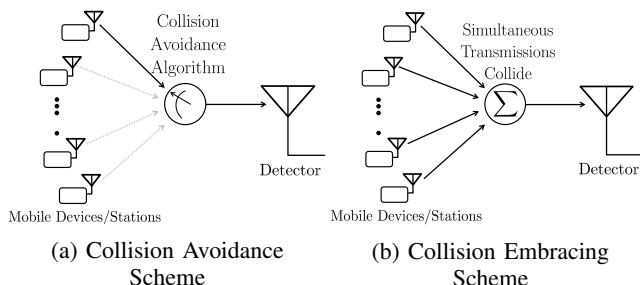 Collision
Avoidance
Algorithm
Detector
Mobile Devices/Stations
(a) Collision Avoidance
Scheme
Simultaneous
Transmissions
Collide
Σ
Detector
Mobile Devices/Stations
(b) Collision Embracing
Scheme